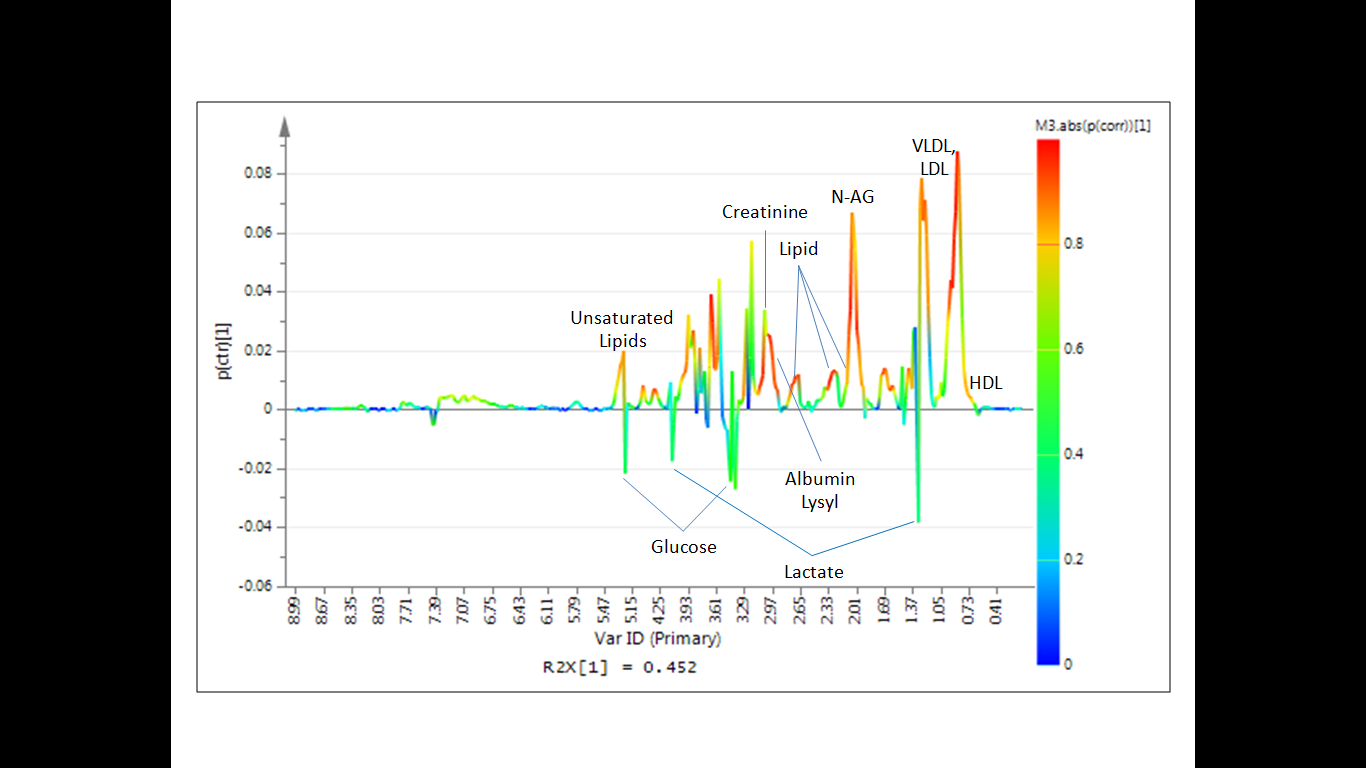 M3.abs(p(corr))[1]
VLDL,
LDL
0.08
N-AG
Creatinine
0.06
0.8
Lipid
0.04
Unsaturated
Lipids
p(ctr)[1]
0.02
0.6
HDL
0
-0.02
0.4
Albumin
Lysyl
-0.04
Glucose
0.2
Lactate
-0.06
8.99 8.67 8.35 8.03 7.71 7.39 7.07 6.75 6.43 6.11 5.79 5.47 5.15 4.25 3.93 3.61 3.29 2.97 2.65 2.33 2.01 1.69 1.37 1.05 0.73 0.41
Var ID (Primary)
0
R2X[1] = 0.452